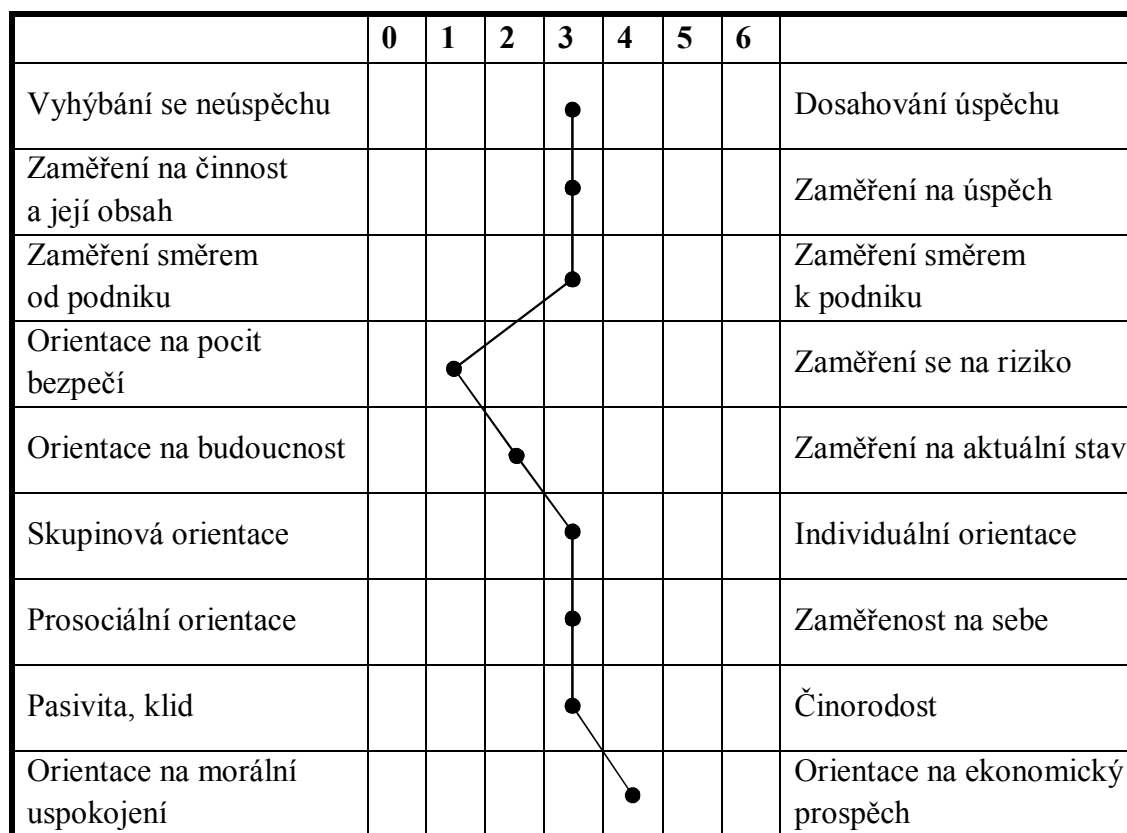 0 1 2 3 4 5 6
Vyhýbání se neúspěchu
Dosahování úspěchu
Zaměření na činnost
a její obsah
Zaměření na úspěch
Zaměření směrem
od podniku
Zaměření směrem
k podniku
Orientace na pocit
bezpečí
Zaměření se na riziko
Orientace na budoucnost
Zaměření na aktuální stav
Skupinová orientace
Individuální orientace
Prosociální orientace
Zaměřenost na sebe
Pasivita, klid
Činorodost
Orientace na morální
uspokojení
Orientace na ekonomický
prospěch